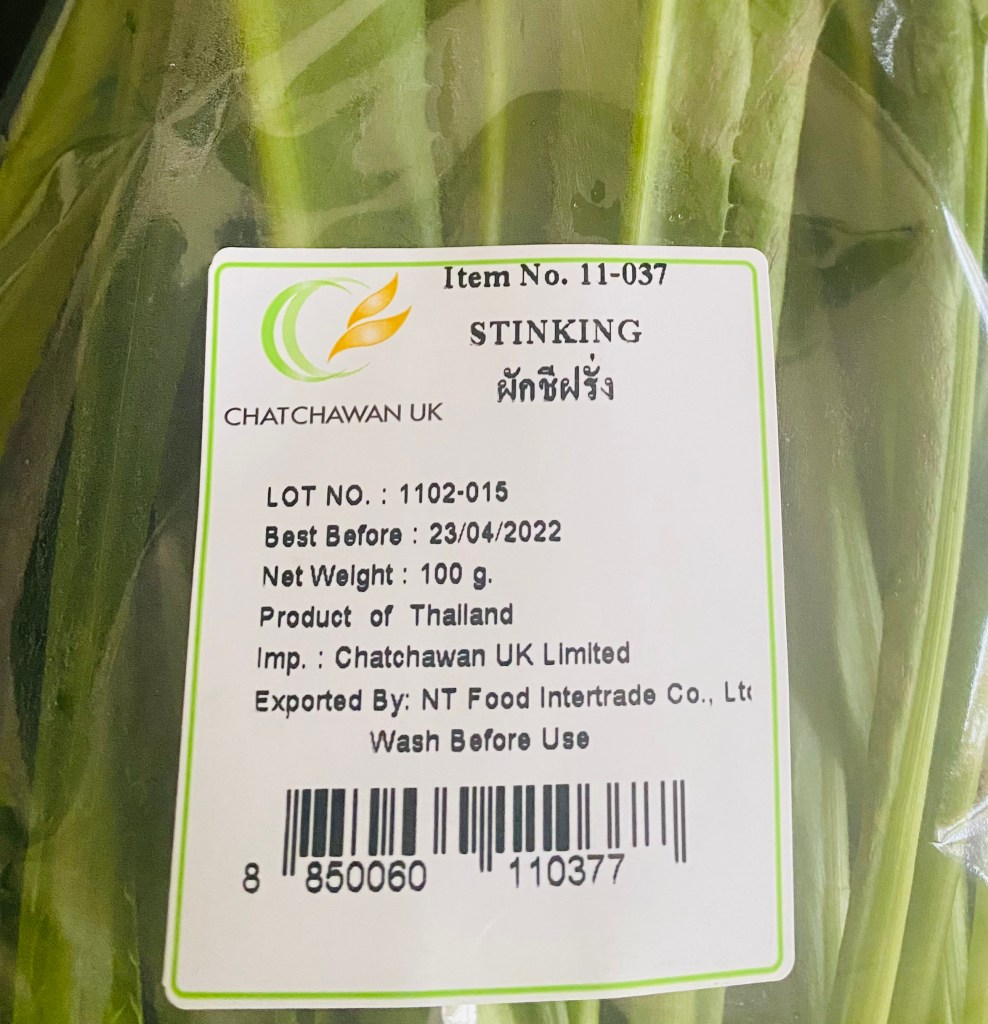 Item No. 11-037
STINKING
ผักชีฝรั่ง
CHATCHAWAN UK
LOT NO. : 1102-015
Best Before : 23/04/2022
Net Weight : 100 g.
Product of Thailand
Imp. : Chatchawan UK Limited
Exported By: NT Food Intertrade Co., Ltd
Wash Before Use
8 850060 110377